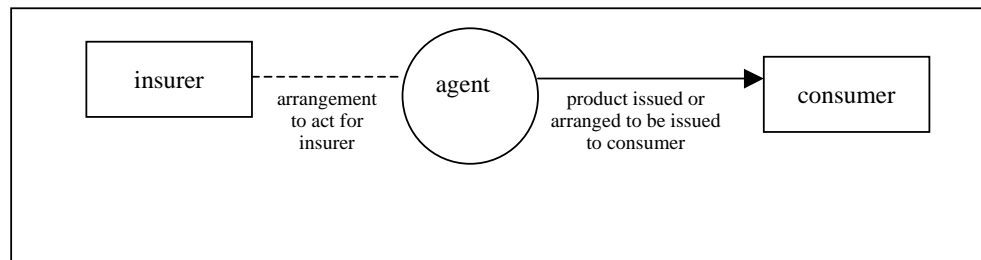 insurer
arrangement
to act for
insurer
agent
product issued or
arranged to be issued
to consumer
consumer